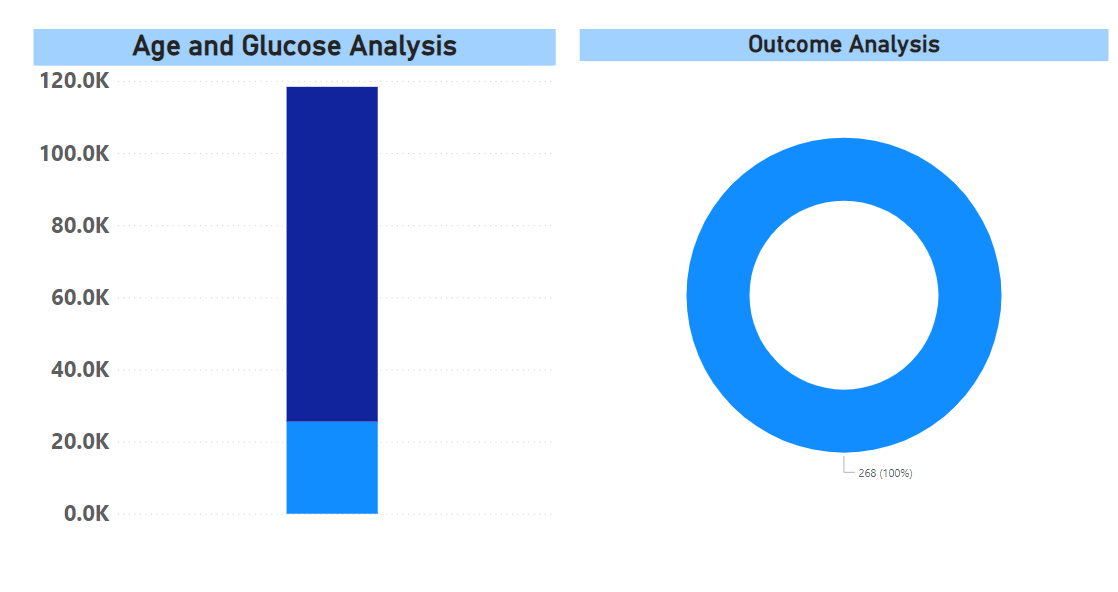 Age and Glucose Analysis
120.0K
100.0K
80.0K
60.0K
40.0K
20.0K
0.0K
Outcome Analysis
268 (100%)